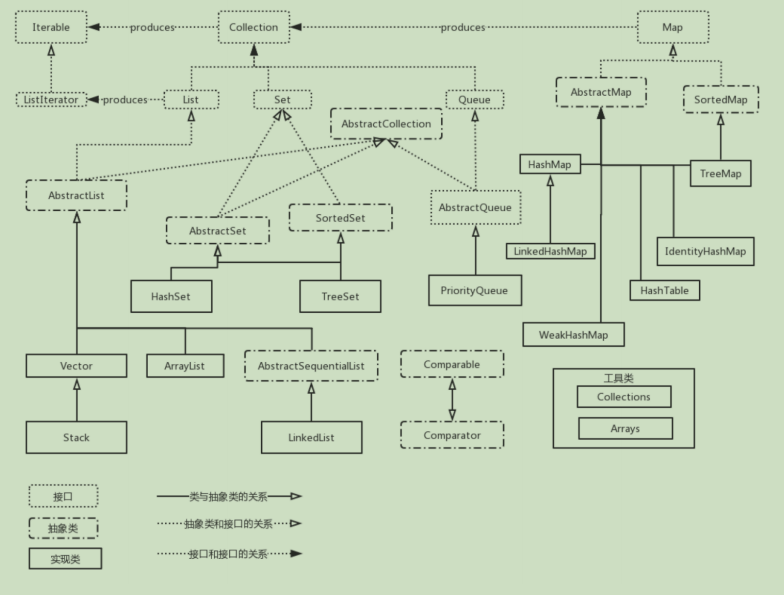 Iterable
produces
Collection
produces
Map
ListIterator
produces
List
Set
Queue
AbstractMap
SortedMap
AbstractCollection
HashMap
TreeMap
AbstractList
AbstractSet
SortedSet
AbstractQueue
LinkedHashMap
IdentityHashMap
HashSet
TreeSet
PriorityQueue
HashTable
WeakHashMap
Vector
ArrayList
AbstractSequentialList
Comparable
工具类
Collections
Arrays
Stack
LinkedList
Comparator
接口
类与抽象类的关系
抽象类
抽象类和接口的关系
实现类
接口和接口的关系